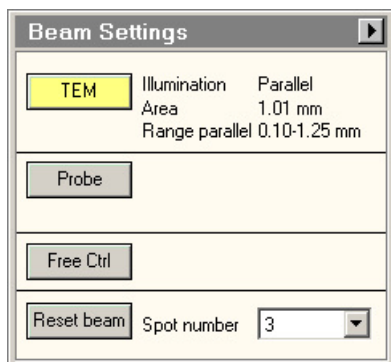 Beam Settings
TEM Illumination Parallel
Area 1.01 mm
Range parallel 0.10-1.25 mm
Probe
Free Ctrl
Reset beam Spot number 3